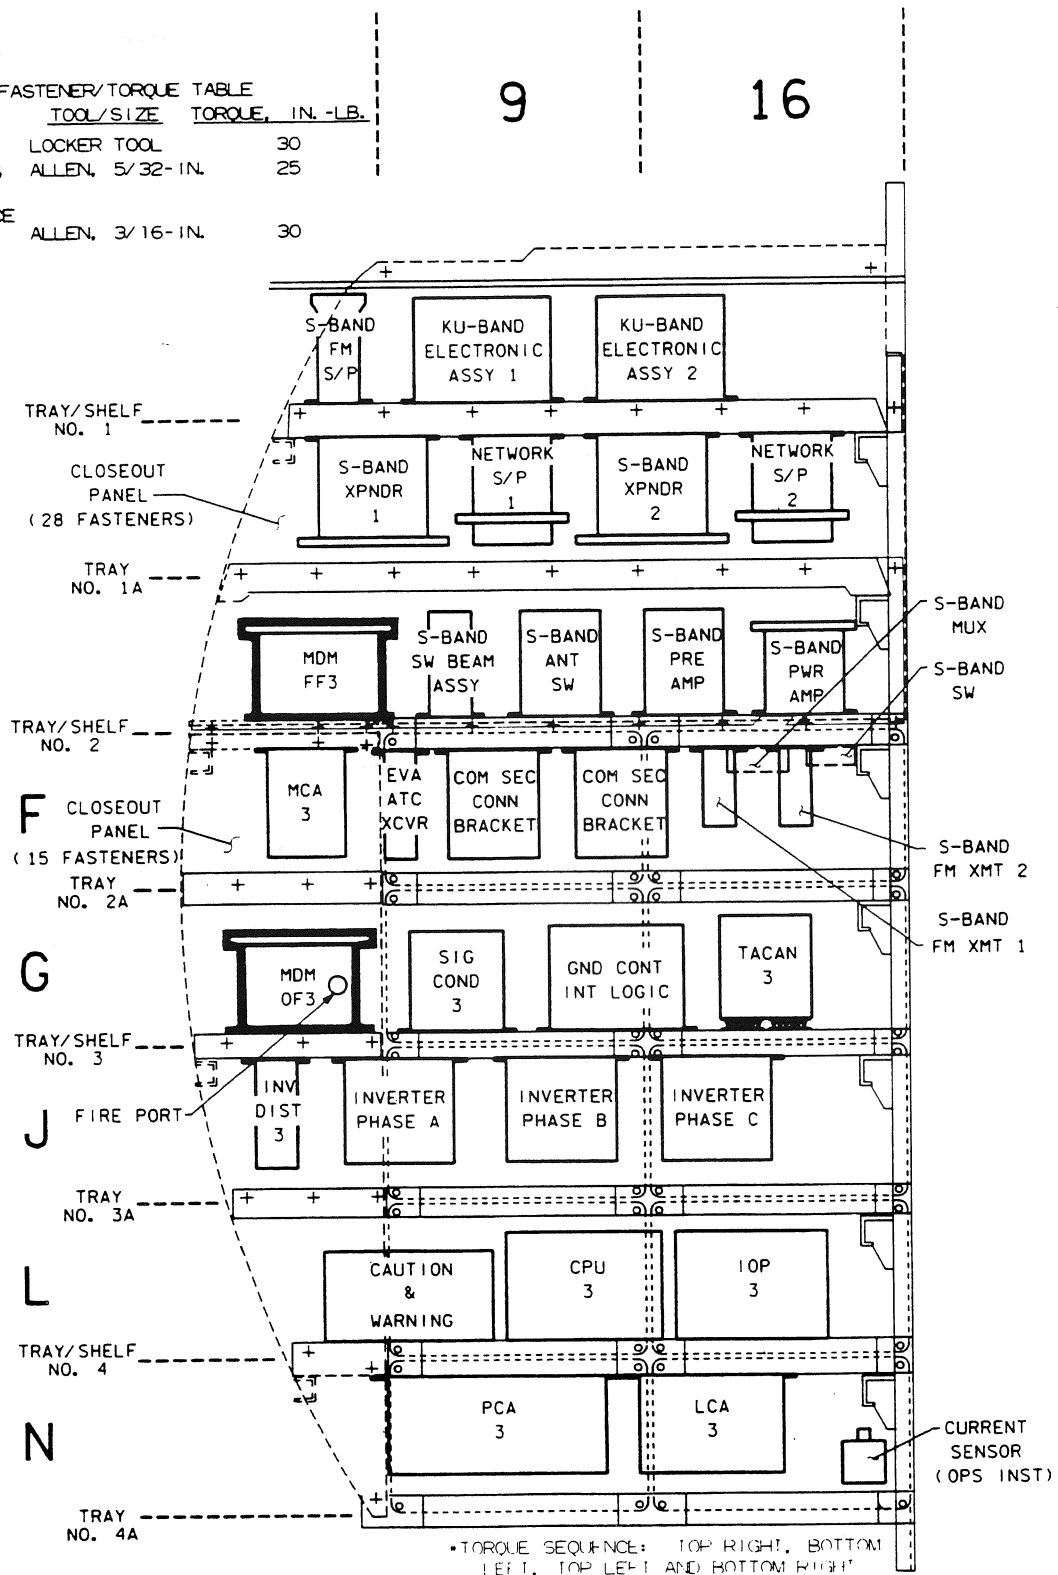 FASTENER/TORQUE TABLE
TOOL/SIZE TORQUE, IN.-LB.
LOCKER TOOL 30
ALLEN, 5/32-IN. 25
ALLEN, 3/16-IN. 30
9 16
S-BAND
FM
S/P
KU-BAND
ELECTRONIC
ASSY 1
KU-BAND
ELECTRONIC
ASSY 2
TRAY/SHELF
NO. 1
CLOSEOUT
PANEL
(28 FASTENERS)
S-BAND
XPNDR
1
NETWORK
S/P
1
S-BAND
XPNDR
2
NETWORK
S/P
2
TRAY
NO. 1A
MDM
FF3
S-BAND
SW BEAM
ASSY
S-BAND
ANT
SW
S-BAND
PRE
AMP
S-BAND
PWR
AMP
S-BAND
MUX
S-BAND
SW
TRAY/SHELF
NO. 2
F
CLOSEOUT
PANEL
(15 FASTENERS)
MCA
3
EVA
ATC
XCVR
COM SEC
CONN
BRACKET
COM SEC
CONN
BRACKET
S-BAND
FM XMT 2
S-BAND
FM XMT 1
TRAY
NO. 2A
G
MDM
OF3
SIG
COND
3
GND CONT
INT LOGIC
TACAN
3
TRAY/SHELF
NO. 3
J
FIRE PORT
INV
DIST
3
INVERTER
PHASE A
INVERTER
PHASE B
INVERTER
PHASE C
TRAY
NO. 3A
L
CAUTION
&
WARNING
CPU
3
IOP
3
TRAY/SHELF
NO. 4
N
PCA
3
LCA
3
CURRENT
SENSOR
(OPS INST)
TRAY
NO. 4A
*TORQUE SEQUENCE: TOP RIGHT, BOTTOM
LEFT, TOP LEFT AND BOTTOM RIGHT